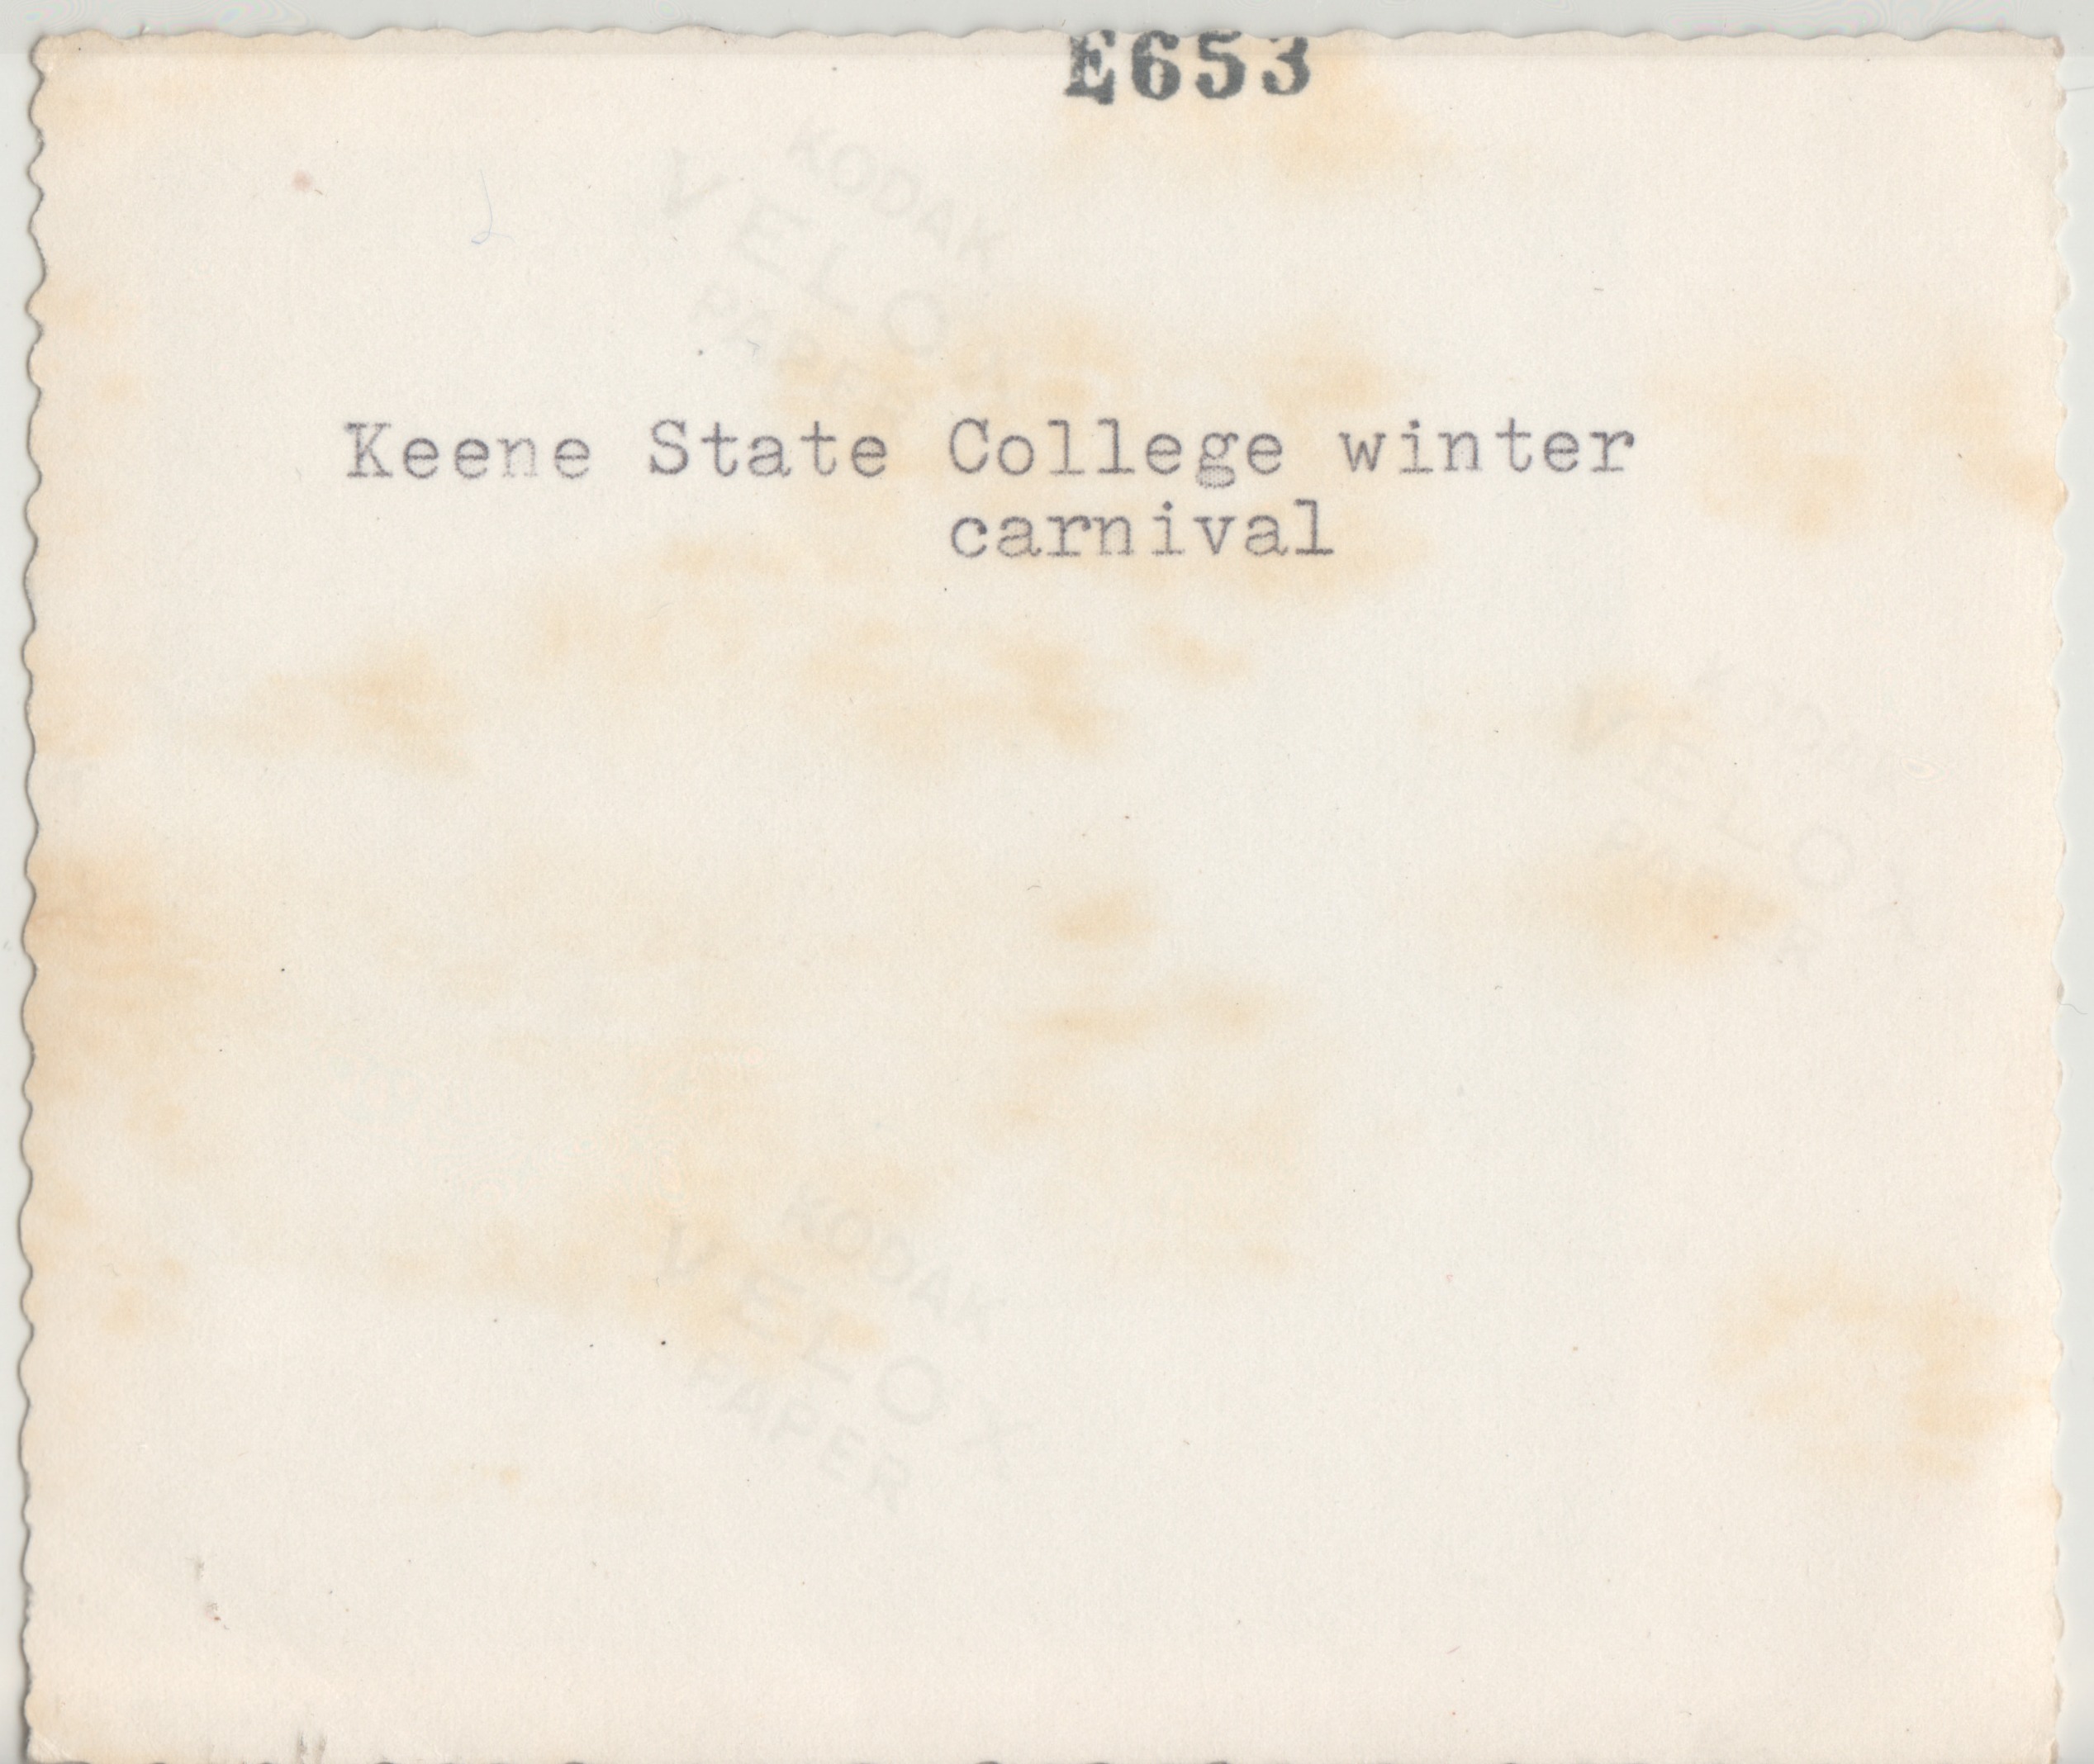 E653
KODAK
VELOX
PAPER
Keene State College winter
carnival
KODAK
VELOX
PAPER
KODAK
VELOX
PAPER